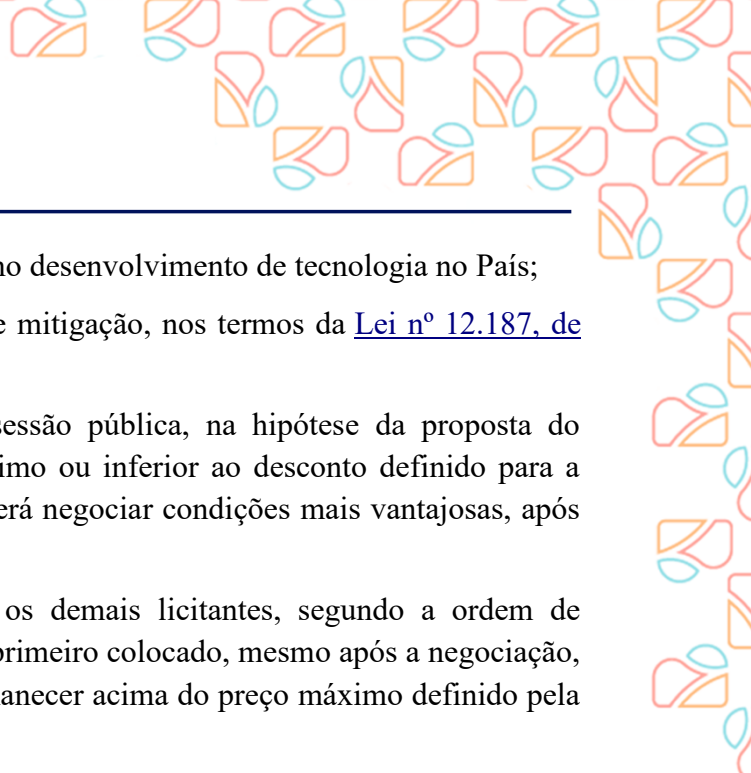 no desenvolvimento de tecnologia no País;
e mitigação, nos termos da Lei nº 12.187, de
sessão pública, na hipótese da proposta do
imo ou inferior ao desconto definido para a
erá negociar condições mais vantajosas, após
os demais licitantes, segundo a ordem de
primeiro colocado, mesmo após a negociação,
anecer acima do preço máximo definido pela